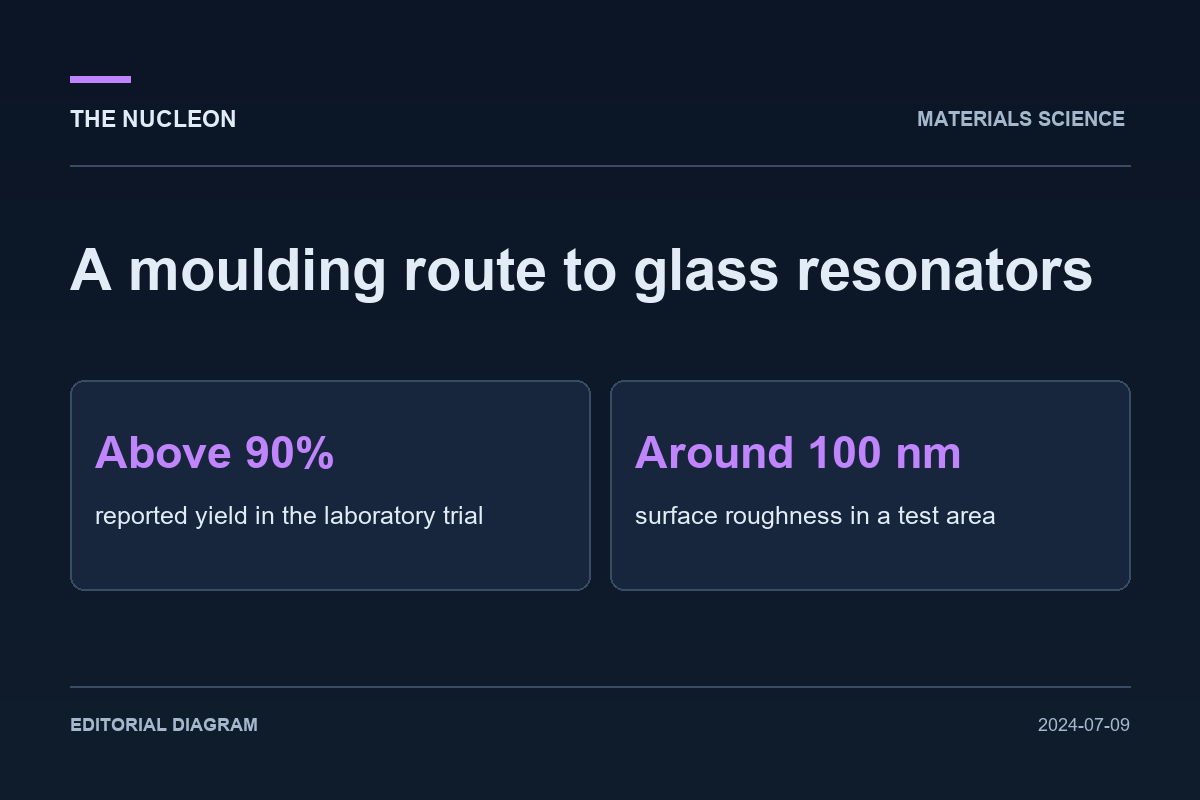 THE NUCLEON
MATERIALS SCIENCE
A moulding route to glass resonators
Above 90%
reported yield in the laboratory trial
Around 100 nm
surface roughness in a test area
EDITORIAL DIAGRAM
2024-07-09